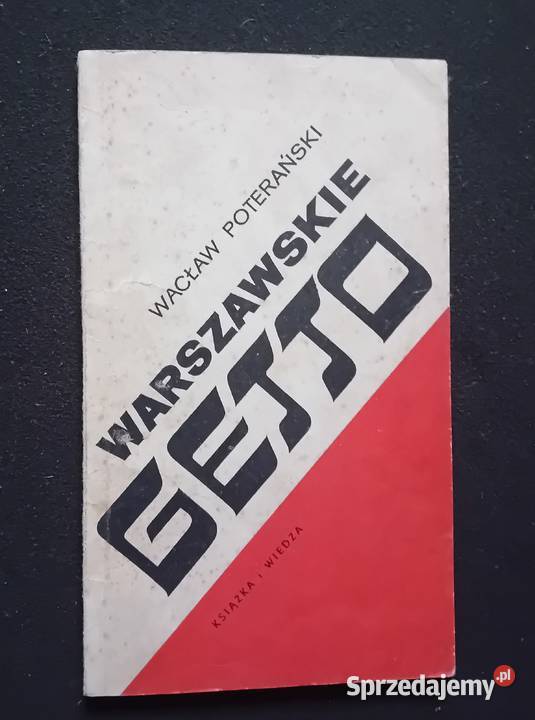 WACŁAW POTERAŃSKI
WARSZAWSKIE
GETTO
KSIĄŻKA i WIEDZA
Sprzedajemy.pl